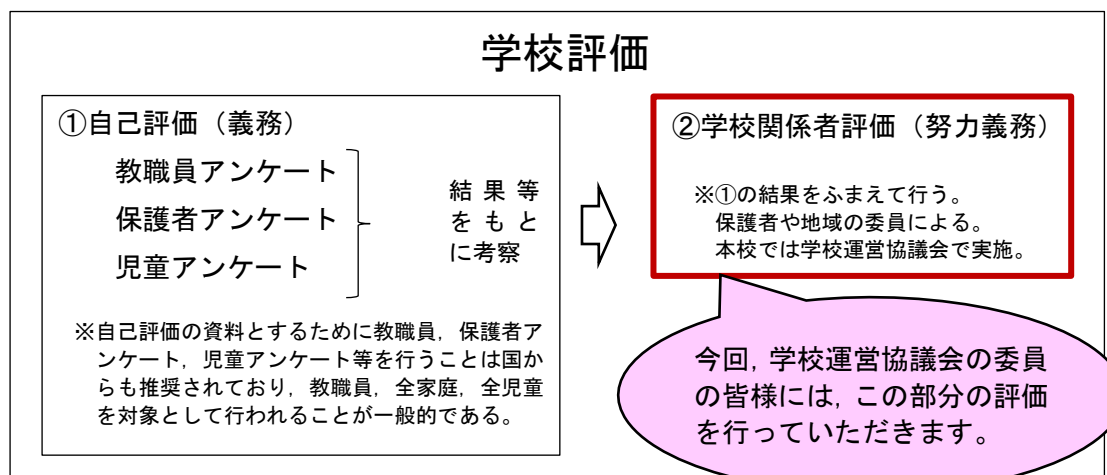 学校評価
①自己評価（義務）
教職員アンケート
保護者アンケート
児童アンケート
結果等
をもと
に考察
※自己評価の資料とするために教職員，保護者ア
ンケート，児童アンケート等を行うことは国か
らも推奨されており，教職員，全家庭，全児童
を対象として行われることが一般的である。
②学校関係者評価（努力義務）
※①の結果をふまえて行う。
保護者や地域の委員による。
本校では学校運営協議会で実施。
今回，学校運営協議会の委員
の皆様には，この部分の評価
を行っていただきます。